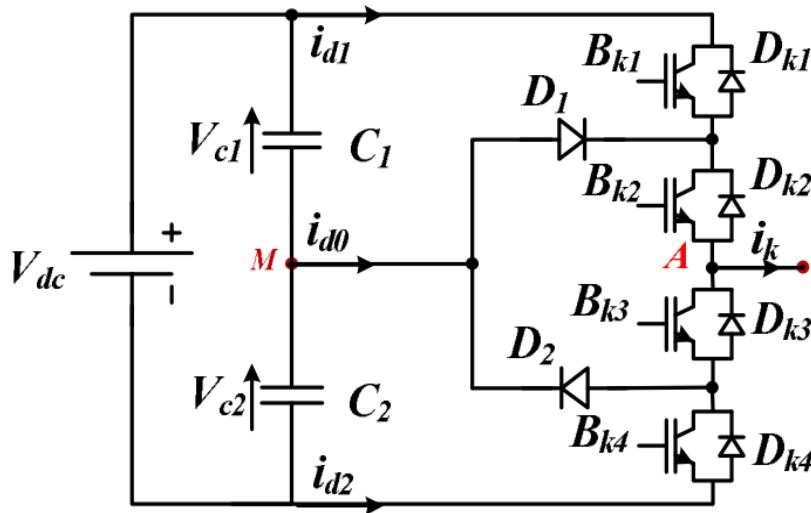 i_d1
B_k1
D_k1
D_1
V_c1
C_1
B_k2
D_k2
i_d0
i_k
M
A
V_dc
+
-
B_k3
D_k3
D_2
V_c2
C_2
B_k4
D_k4
i_d2